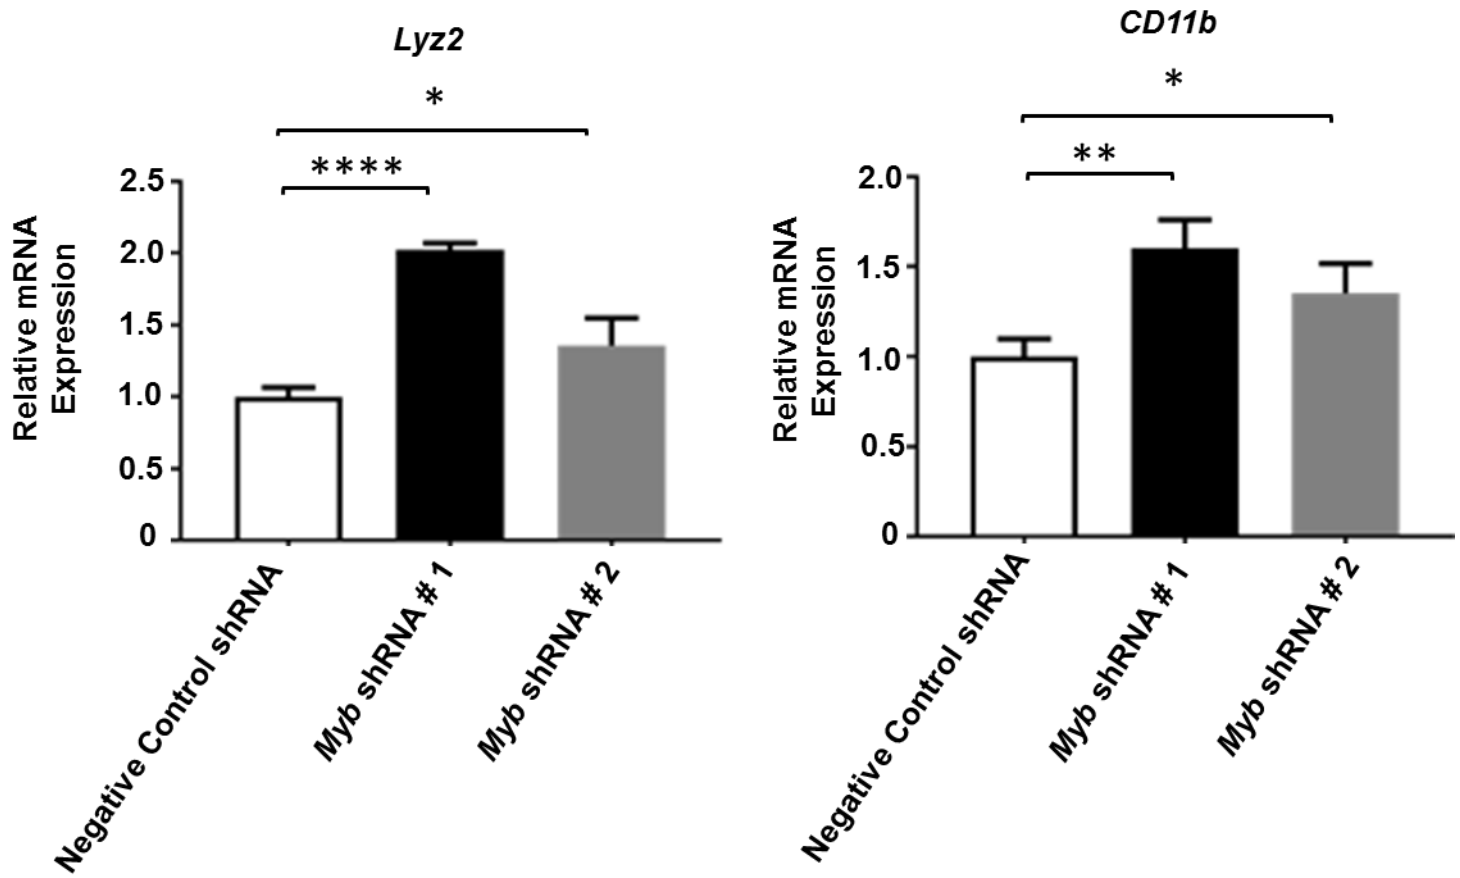 Lyz2
*
****
2.5
2.0
1.5
1.0
0.5
0
Relative mRNA
Expression
Negative Control shRNA
Myb shRNA # 1
Myb shRNA # 2
CD11b
*
**
2.0
1.5
1.0
0.5
0
Relative mRNA
Expression
Negative Control shRNA
Myb shRNA # 1
Myb shRNA # 2